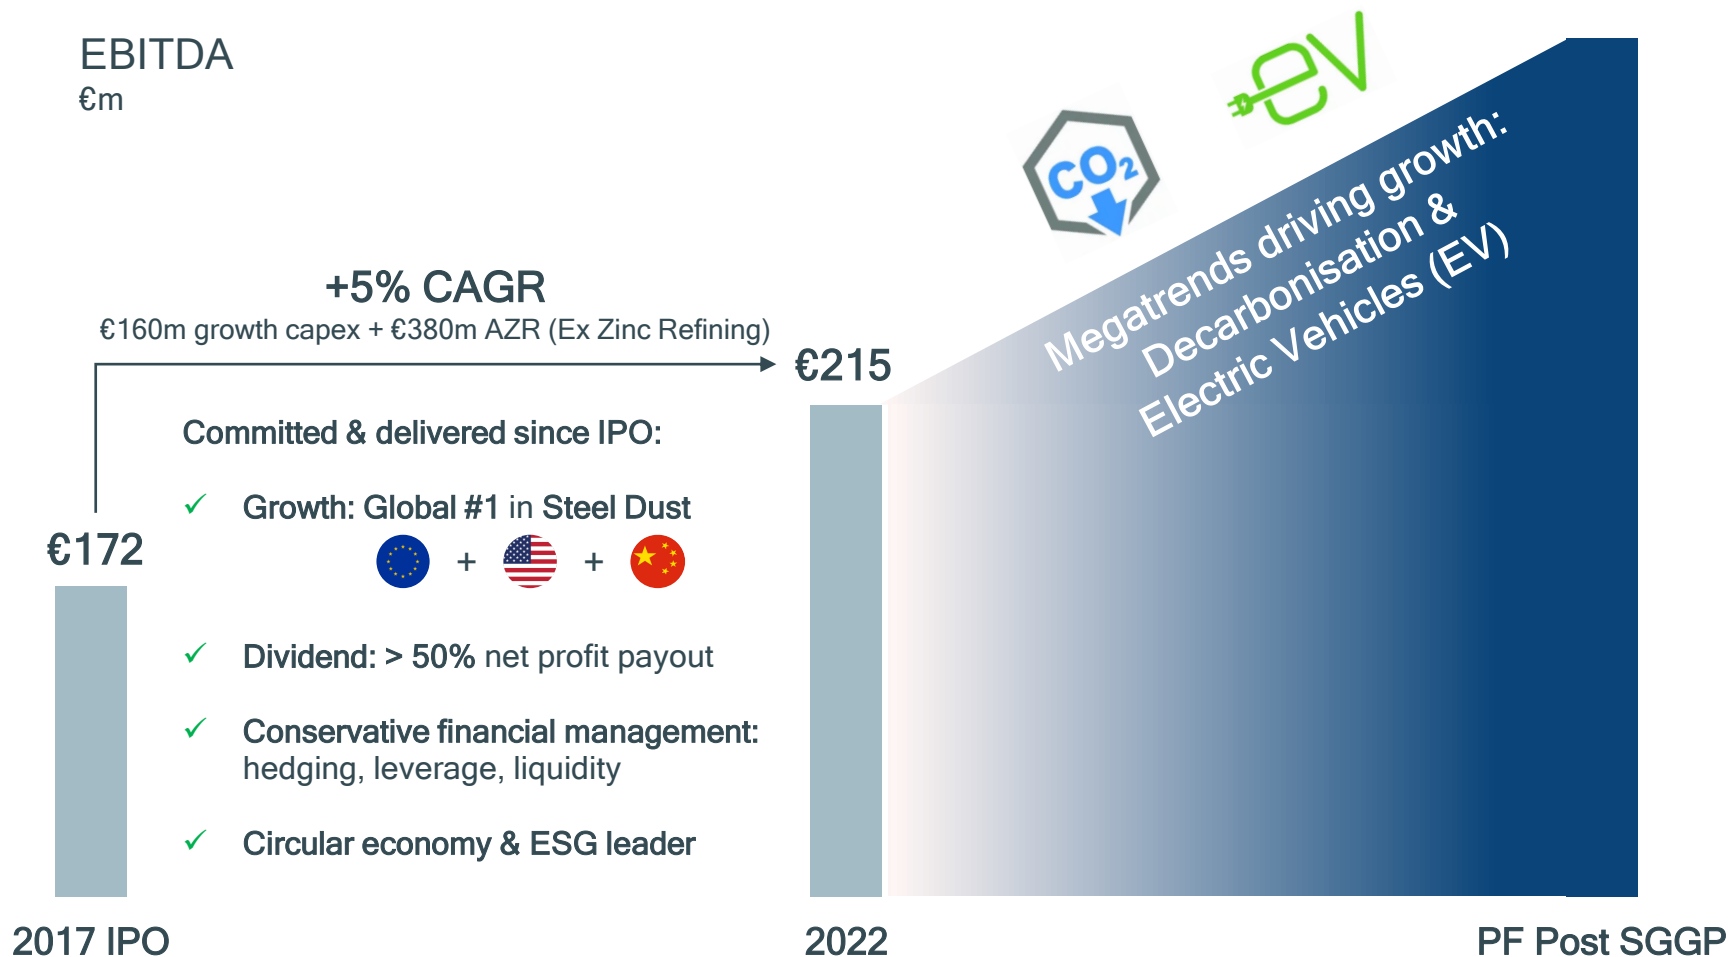 EBITDA
€m
+5% CAGR
€160m growth capex + €380m AZR (Ex Zinc Refining)
€172
€215
Committed & delivered since IPO:
✓ Growth: Global #1 in Steel Dust
+ +
✓ Dividend: > 50% net profit payout
✓ Conservative financial management:
hedging, leverage, liquidity
✓ Circular economy & ESG leader
CO₂
ev
Megatrends driving growth:
Decarbonisation &
Electric Vehicles (EV)
2017 IPO
2022
PF Post SGGP